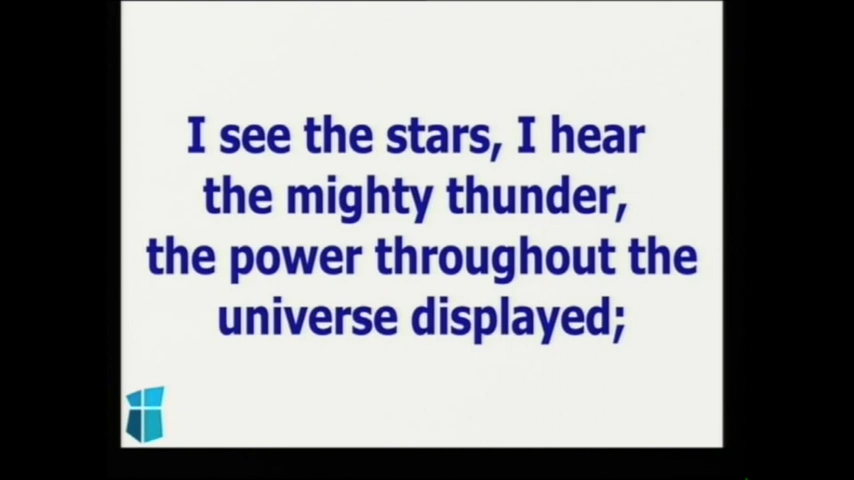 I see the stars, I hear
the mighty thunder,
the power throughout the
universe displayed;